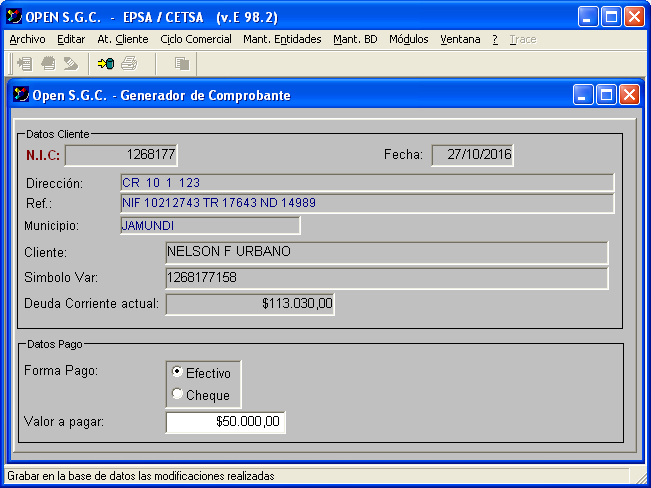 OPEN S.G.C. - EPSA / CETSA (v.E 98.2)
Archivo Editar At. Cliente Ciclo Comercial Mant. Entidades Mant. BD Módulos Ventana ? Trace
Open S.G.C. - Generador de Comprobante
Datos Cliente
N.I.C: 1268177 Fecha: 27/10/2016
Dirección: CR 10 1 123
Ref.: NIF 10212743 TR 17643 ND 14989
Municipio: JAMUNDI
Cliente: NELSON F URBANO
Simbolo Var: 1268177158
Deuda Corriente actual: $113.030,00
Datos Pago
Forma Pago: Efectivo
Cheque
Valor a pagar: $50.000,00
Grabar en la base de datos las modificaciones realizadas